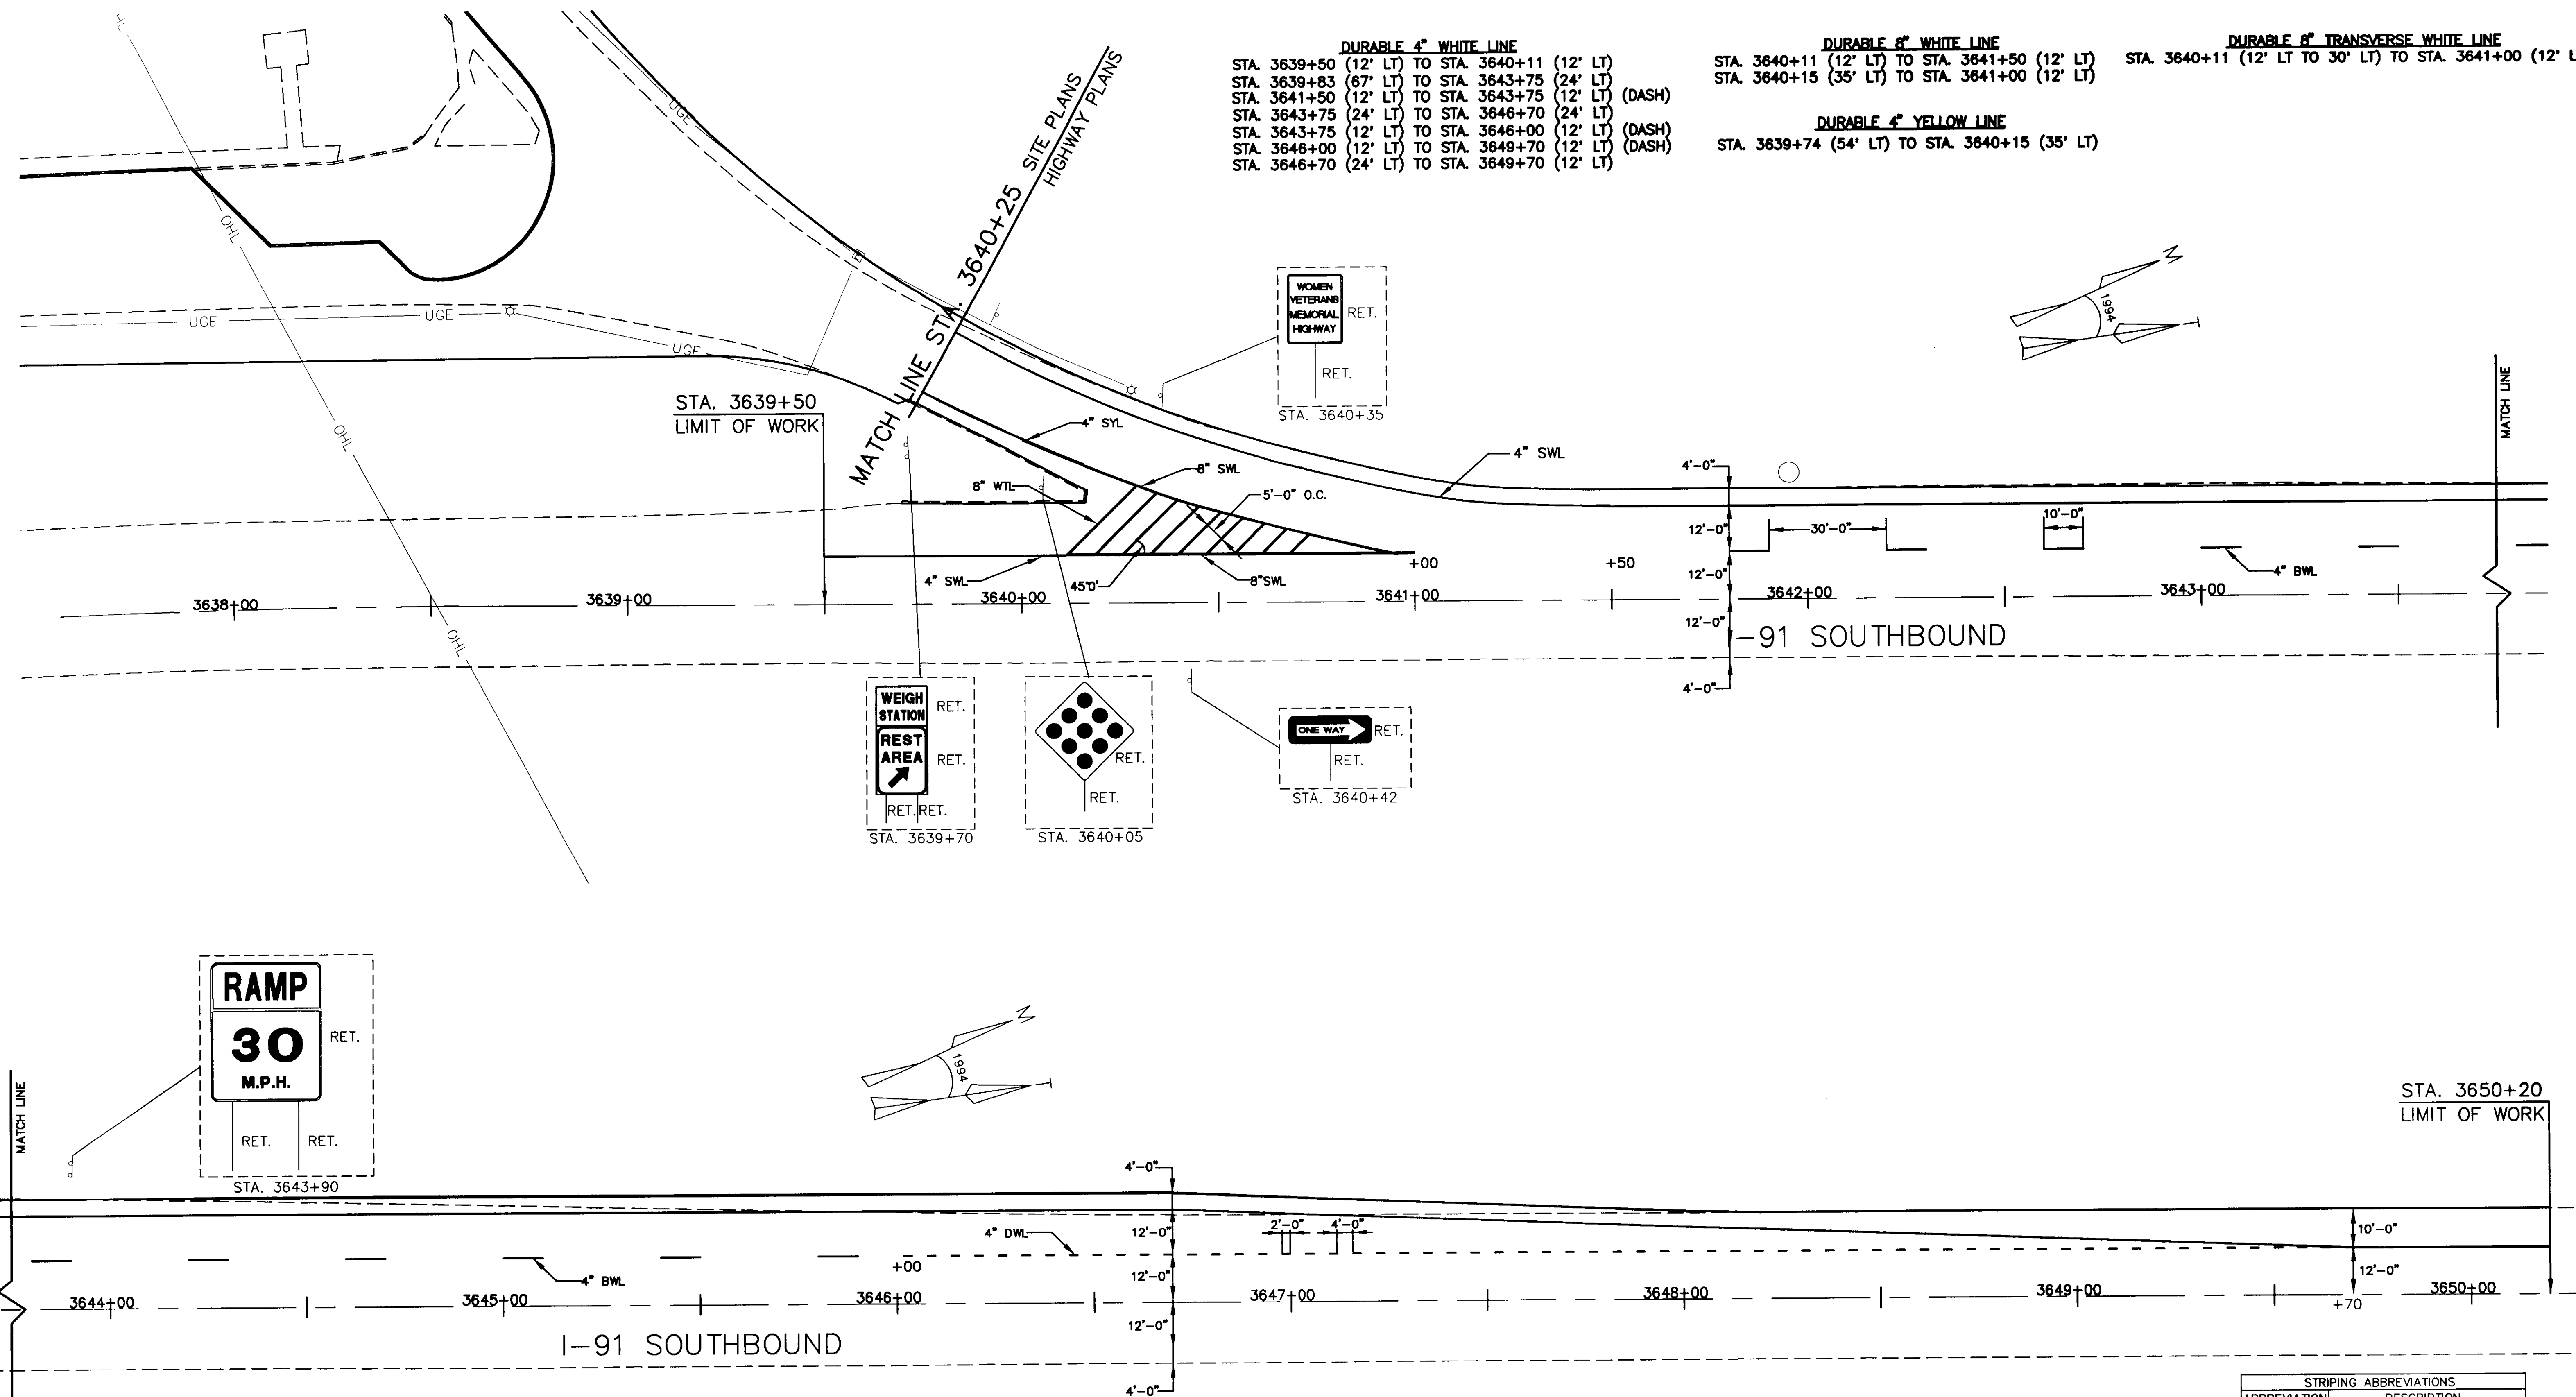 DURABLE 4" WHITE LINE
STA. 3639+50 (12' LT) TO STA. 3640+11 (12' LT)
STA. 3639+83 (67' LT) TO STA. 3643+75 (24' LT)
STA. 3641+50 (12' LT) TO STA. 3643+75 (12' LT) (DASH)
STA. 3643+75 (24' LT) TO STA. 3646+70 (24' LT)
STA. 3643+75 (12' LT) TO STA. 3646+00 (12' LT) (DASH)
STA. 3646+00 (12' LT) TO STA. 3649+70 (12' LT) (DASH)
STA. 3646+70 (24' LT) TO STA. 3649+70 (12' LT)
DURABLE 8" WHITE LINE
STA. 3640+11 (12' LT) TO STA. 3641+50 (12' LT)
STA. 3640+15 (35' LT) TO STA. 3641+00 (12' LT)
DURABLE 4" YELLOW LINE
STA. 3639+74 (54' LT) TO STA. 3640+15 (35' LT)
DURABLE 8" TRANSVERSE WHITE LINE
STA. 3640+11 (12' LT TO 30' LT) TO STA. 3641+00 (12' L
HL
OHL
OHL
OHL
UGE
UGE
UGE
UGE
MATCH LINE STA. 3640+25
SITE PLANS
HIGHWAY PLANS
STA. 3639+50
LIMIT OF WORK
WOMEN
VETERANS
MEMORIAL
HIGHWAY
RET.
RET.
STA. 3640+35
N
1994
MATCH LINE
4" SYL
8" SWL
8" WTL
5'-0" O.C.
4" SWL
4" SWL
45°0'
8"SWL
+00
+50
4'-0"
12'-0"
12'-0"
12'-0"
4'-0"
30'-0"
10'-0"
4" BWL
3638+00
3639+00
3640+00
3641+00
3642+00
3643+00
-91 SOUTHBOUND
WEIGH
STATION
RET.
REST
AREA
RET.
RET.
RET.
STA. 3639+70
RET.
RET.
STA. 3640+05
ONE WAY
RET.
RET.
STA. 3640+42
MATCH LINE
RAMP
30
M.P.H.
RET.
RET.
RET.
STA. 3643+90
N
1994
STA. 3650+20
LIMIT OF WORK
4'-0"
12'-0"
12'-0"
12'-0"
4'-0"
4" DWL
2'-0"
4'-0"
10'-0"
12'-0"
4" BWL
+00
+70
3644+00
3645+00
3646+00
3647+00
3648+00
3649+00
3650+00
I-91 SOUTHBOUND
STRIPING ABBREVIATIONS
ABBREVIATION
DESCRIPTION